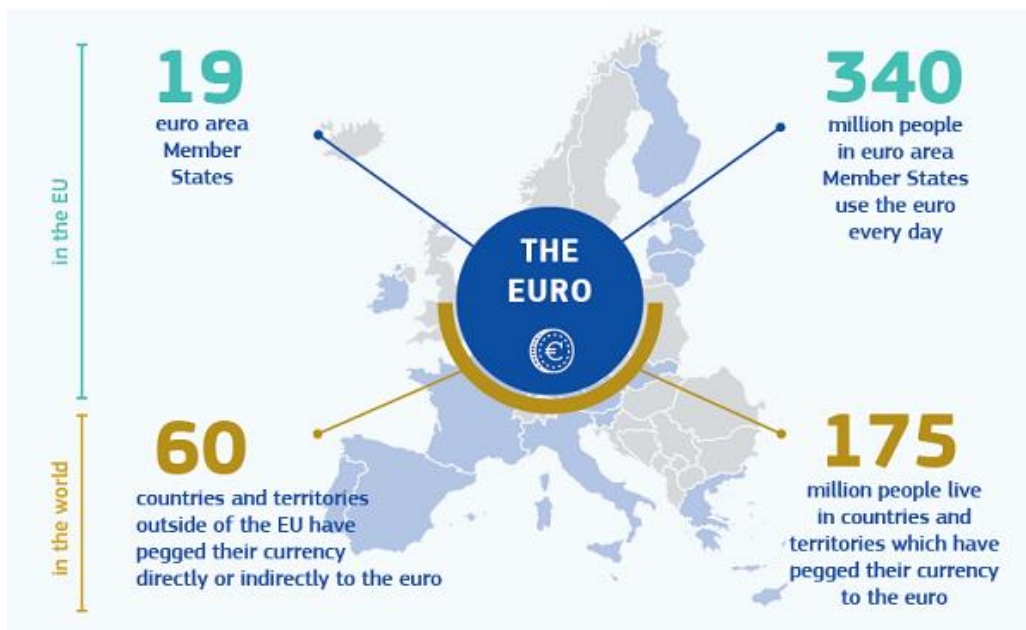 in the EU
19
euro area
Member
States
340
million people
in euro area
Member States
use the euro
every day
THE
EURO
€
in the world
60
countries and territories
outside of the EU have
pegged their currency
directly or indirectly to the euro
175
million people live
in countries and
territories which have
pegged their currency
to the euro